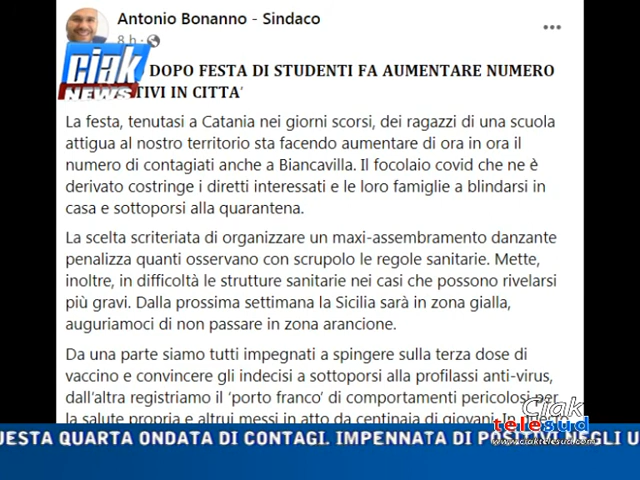 Antonio Bonanno - Sindaco
8 h
ciak
NEWS
DOPO FESTA DI STUDENTI FA AUMENTARE NUMERO
TIVI IN CITTA'
La festa, tenutasi a Catania nei giorni scorsi, dei ragazzi di una scuola
attigua al nostro territorio sta facendo aumentare di ora in ora il
numero di contagiati anche a Biancavilla. Il focolaio covid che ne è
derivato costringe i diretti interessati e le loro famiglie a blindarsi in
casa e sottoporsi alla quarantena.
La scelta scriteriata di organizzare un maxi-assembramento danzante
penalizza quanti osservano con scrupolo le regole sanitarie. Mette,
inoltre, in difficoltà le strutture sanitarie nei casi che possono rivelarsi
più gravi. Dalla prossima settimana la Sicilia sarà in zona gialla,
auguriamoci di non passare in zona arancione.
Da una parte siamo tutti impegnati a spingere sulla terza dose di
vaccino e convincere gli indecisi a sottoporsi alla profilassi anti-virus,
dall'altra registriamo il 'porto franco' di comportamenti pericolosi per
la salute propria e altrui messi in atto da centinaia di giovani. In
Ciak
telesud
www.ciaktelesud.com
UESTA QUARTA ONDATA DI CONTAGI. IMPENNATA DI POSITIVI NEGLI U